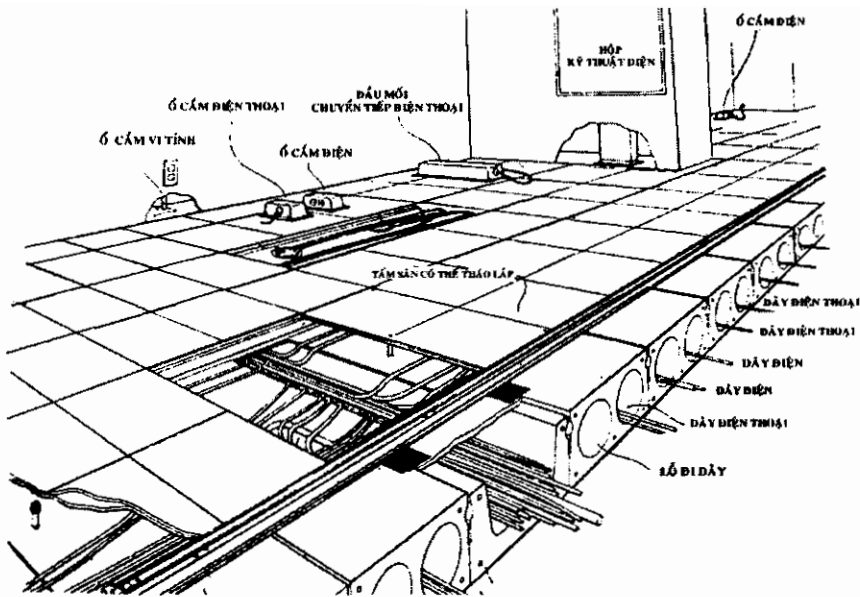 Ổ CẮM ĐIỆN
HỘP
KỸ THUẬT ĐIỆN
ĐẦU MỐI
CHUYỂN TIẾP ĐIỆN THOẠI
Ổ CẮM ĐIỆN THOẠI
Ổ CẮM VI TÍNH
Ổ CẮM ĐIỆN
TẤM SÀN CÓ THỂ THÁO LẮP
DÂY ĐIỆN THOẠI
DÂY ĐIỆN THOẠI
DÂY ĐIỆN
DÂY ĐIỆN
DÂY ĐIỆN THOẠI
LỖ ĐI DÂY